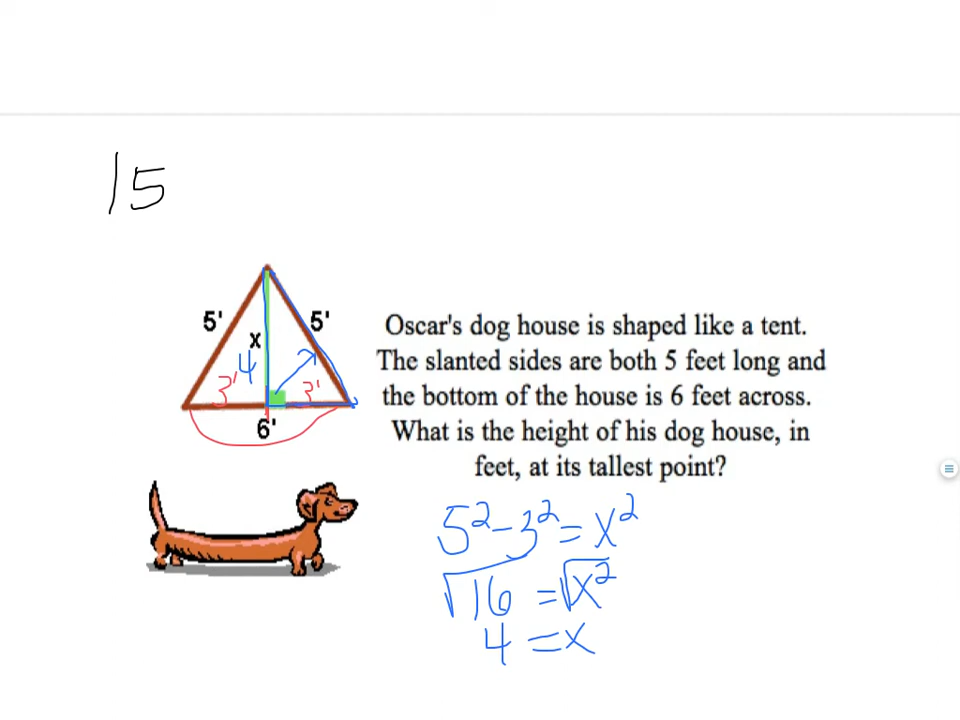 15
5'
5'
x
4
3'
3'
6'
Oscar's dog house is shaped like a tent.
The slanted sides are both 5 feet long and
the bottom of the house is 6 feet across.
What is the height of his dog house, in
feet, at its tallest point?
5² - 3² = x²
√16 = √x²
4 = x